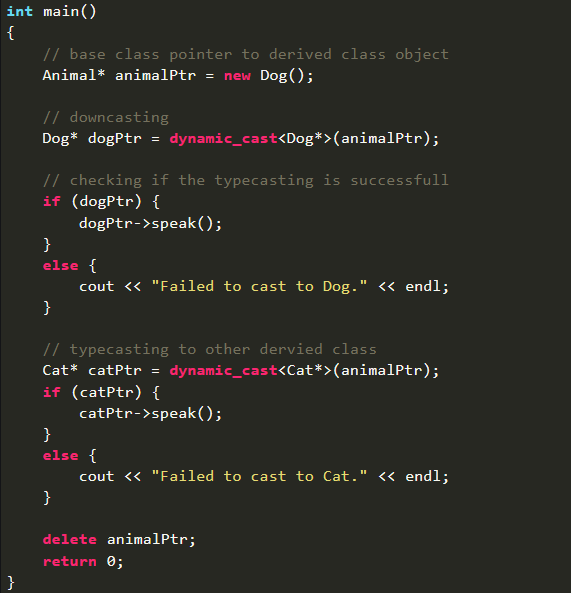 int main()
{
    // base class pointer to derived class object
    Animal* animalPtr = new Dog();

    // downcasting
    Dog* dogPtr = dynamic_cast<Dog*>(animalPtr);

    // checking if the typecasting is successfull
    if (dogPtr) {
        dogPtr->speak();
    }
    else {
        cout << "Failed to cast to Dog." << endl;
    }

    // typecasting to other dervied class
    Cat* catPtr = dynamic_cast<Cat*>(animalPtr);
    if (catPtr) {
        catPtr->speak();
    }
    else {
        cout << "Failed to cast to Cat." << endl;
    }

    delete animalPtr;
    return 0;
}